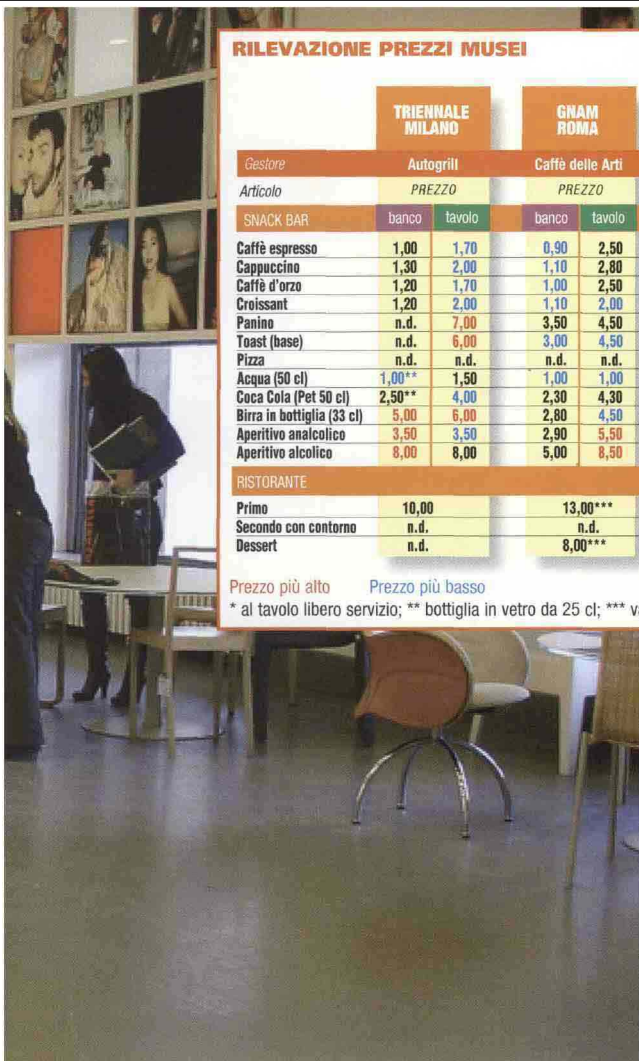 RILEVAZIONE PREZZI MUSEI
TRIENNALE MILANO GNAM ROMA
Gestore Autogrill Caffè delle Arti
Articolo PREZZO PREZZO
SNACK BAR banco tavolo banco tavolo
Caffè espresso 1,00 1,70 0,90 2,50
Cappuccino 1,30 2,00 1,10 2,80
Caffè d'orzo 1,20 1,70 1,00 2,50
Croissant 1,20 2,00 1,10 2,00
Panino n.d. 7,00 3,50 4,50
Toast (base) n.d. 6,00 3,00 4,50
Pizza n.d. n.d. n.d. n.d.
Acqua (50 cl) 1,00** 1,50 1,00 1,00
Coca Cola (Pet 50 cl) 2,50** 4,00 2,30 4,30
Birra in bottiglia (33 cl) 5,00 6,00 2,80 4,50
Aperitivo analcolico 3,50 3,50 2,90 5,50
Aperitivo alcolico 8,00 8,00 5,00 8,50
RISTORANTE
Primo 10,00 13,00***
Secondo con contorno n.d. n.d.
Dessert n.d. 8,00***
Prezzo più alto Prezzo più basso
* al tavolo libero servizio; ** bottiglia in vetro da 25 cl; ***